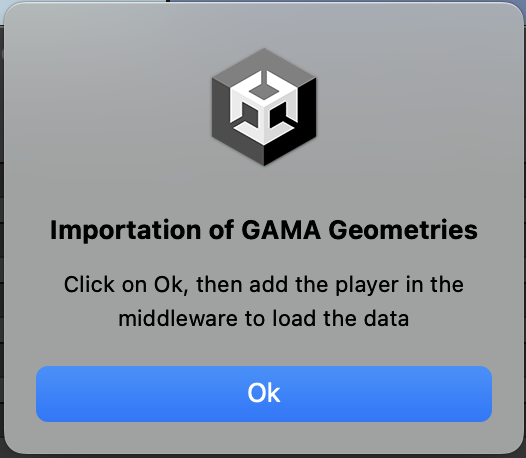 Importation of GAMA Geometries
Click on Ok, then add the player in the
middleware to load the data
Ok